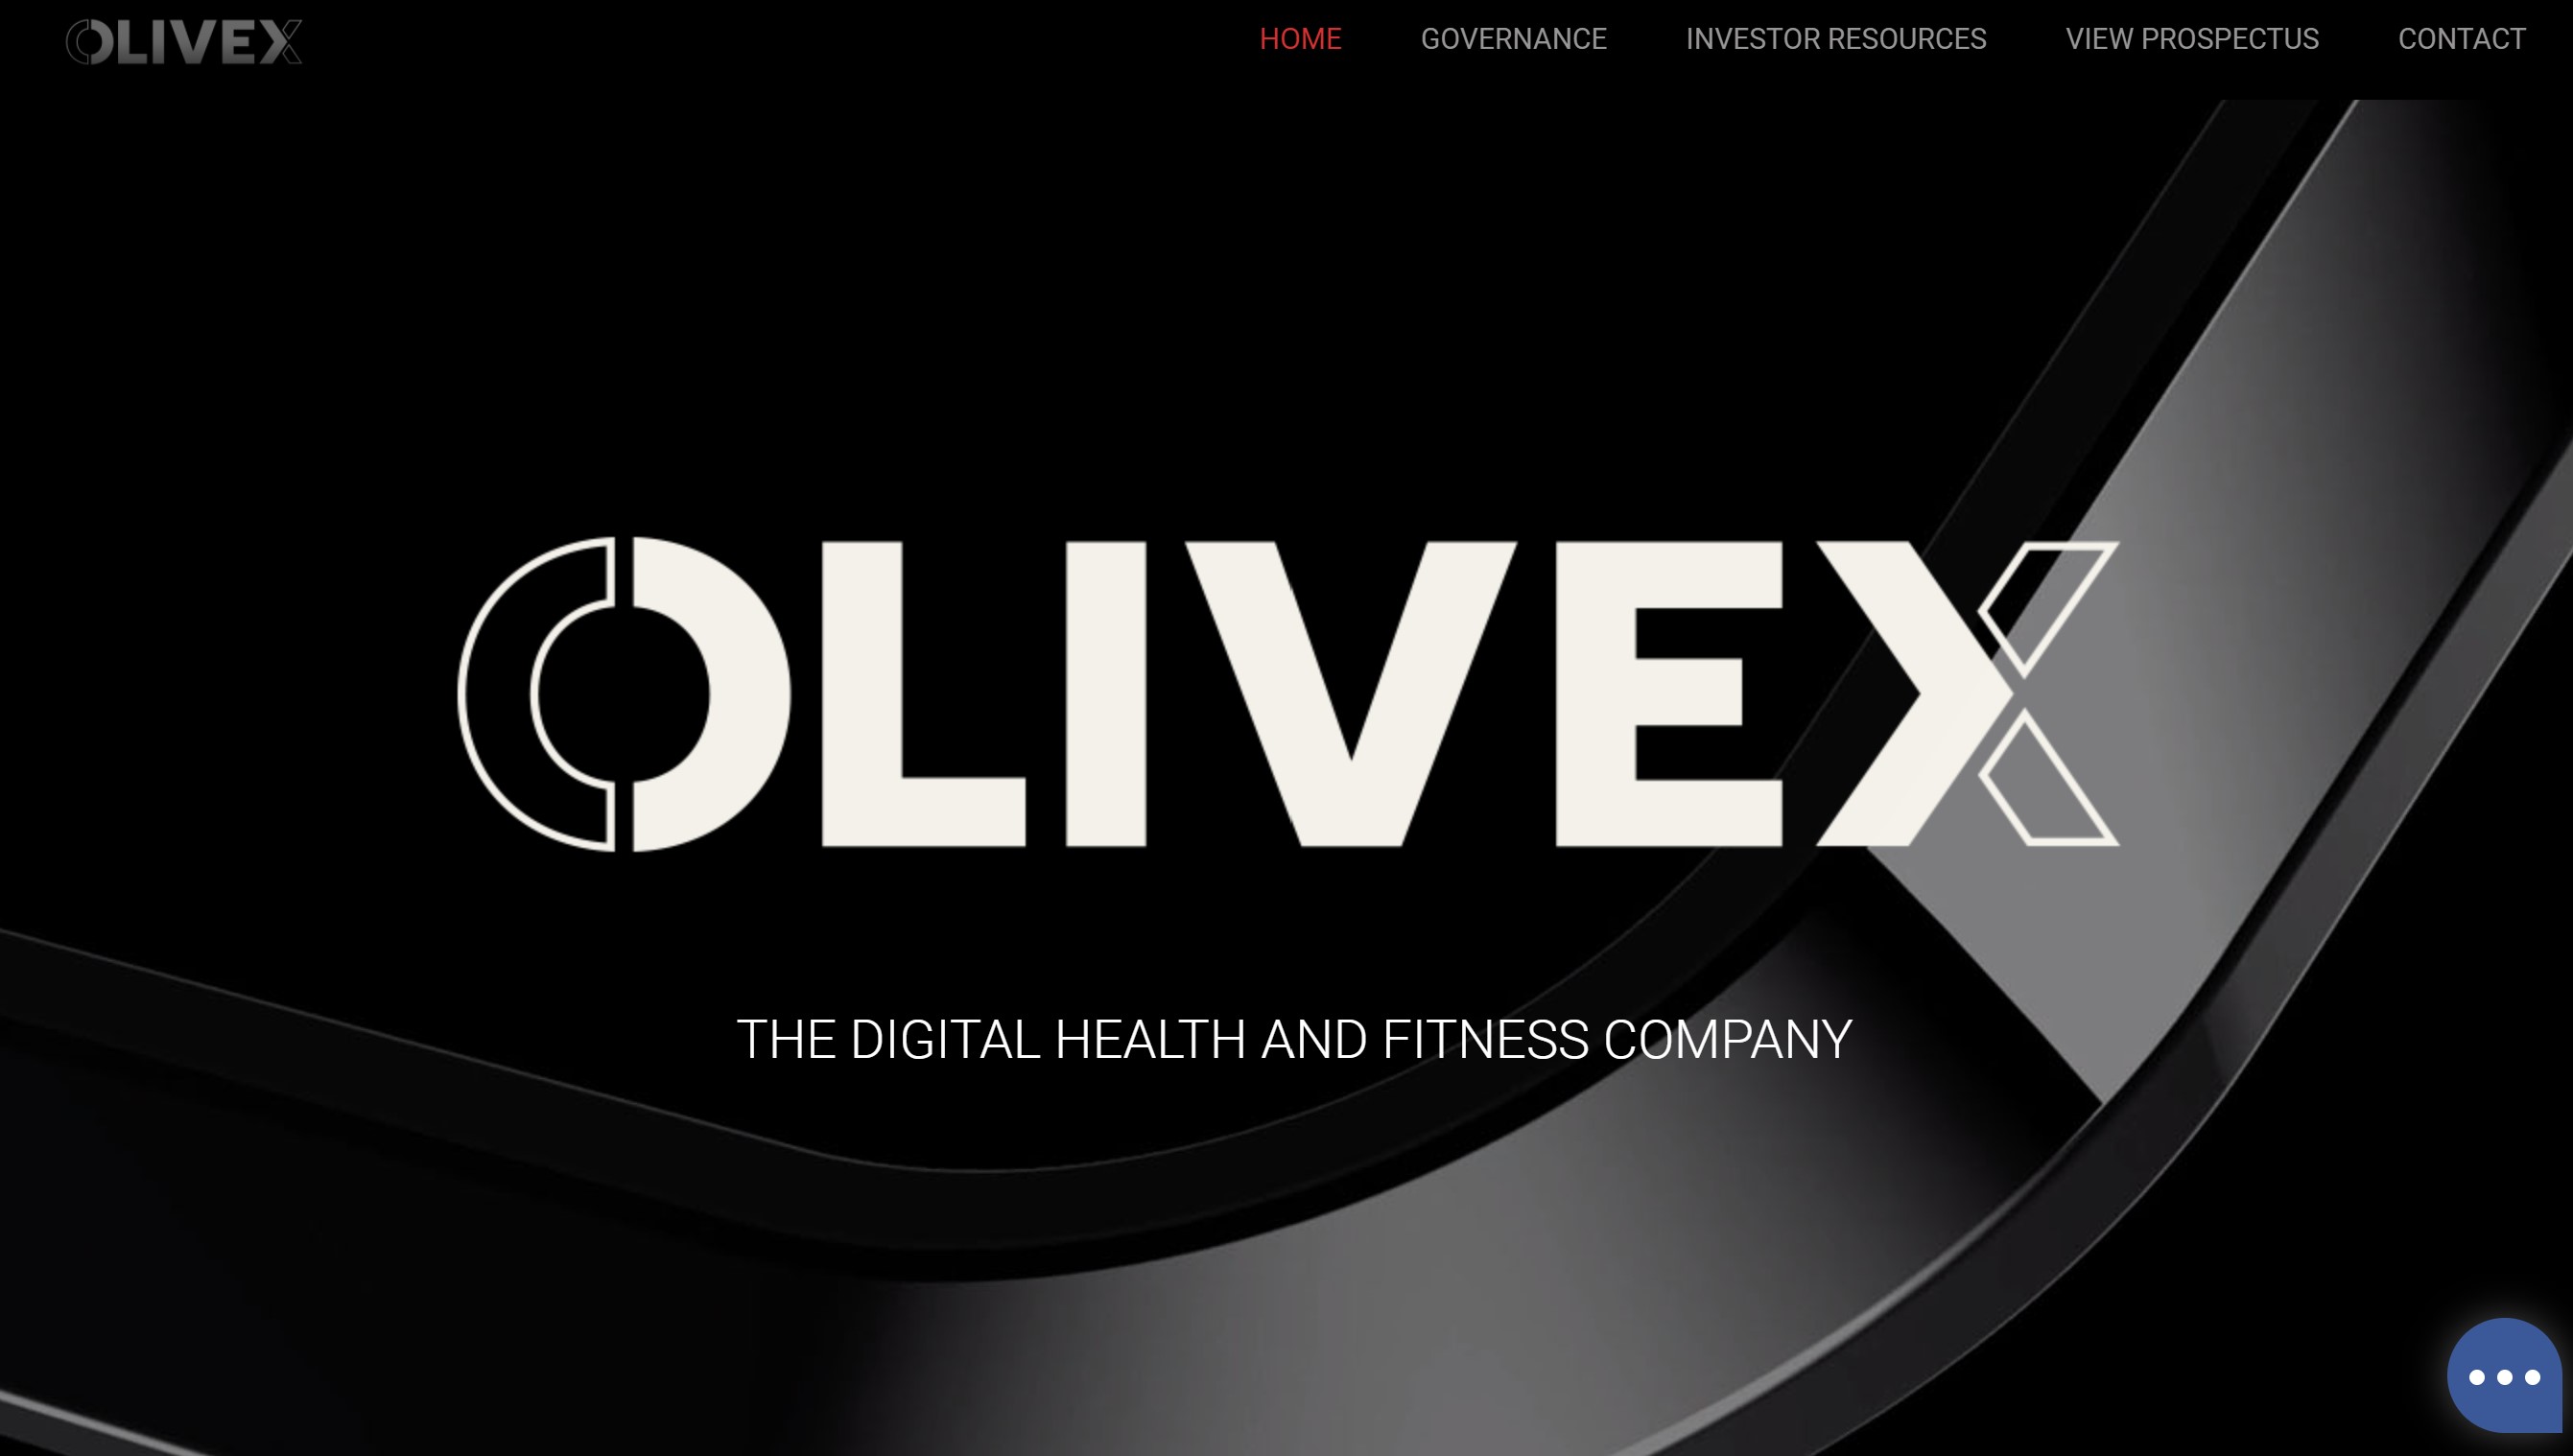 OLIVEX
HOME GOVERNANCE INVESTOR RESOURCES VIEW PROSPECTUS CONTACT
OLIVEX
THE DIGITAL HEALTH AND FITNESS COMPANY